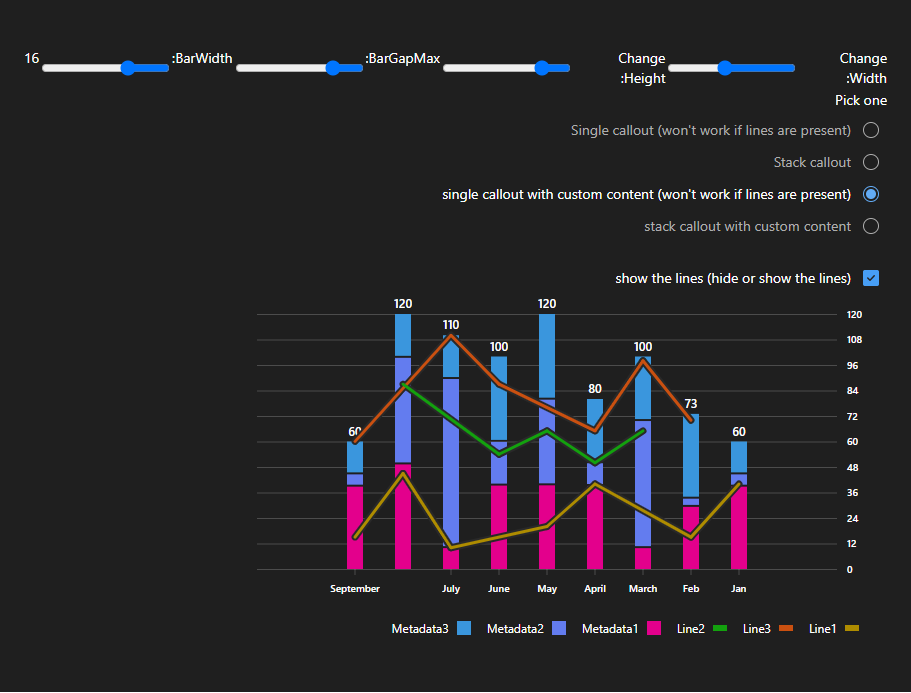 16 :BarWidth :BarGapMax Change :Height Change :Width
Pick one
Single callout (won't work if lines are present)
Stack callout
single callout with custom content (won't work if lines are present)
stack callout with custom content
show the lines (hide or show the lines)
120
108
96
84
72
60
48
36
24
12
0
60
120
110
100
120
80
100
73
60
September July June May April March Feb Jan
Metadata3 Metadata2 Metadata1 Line2 Line3 Line1